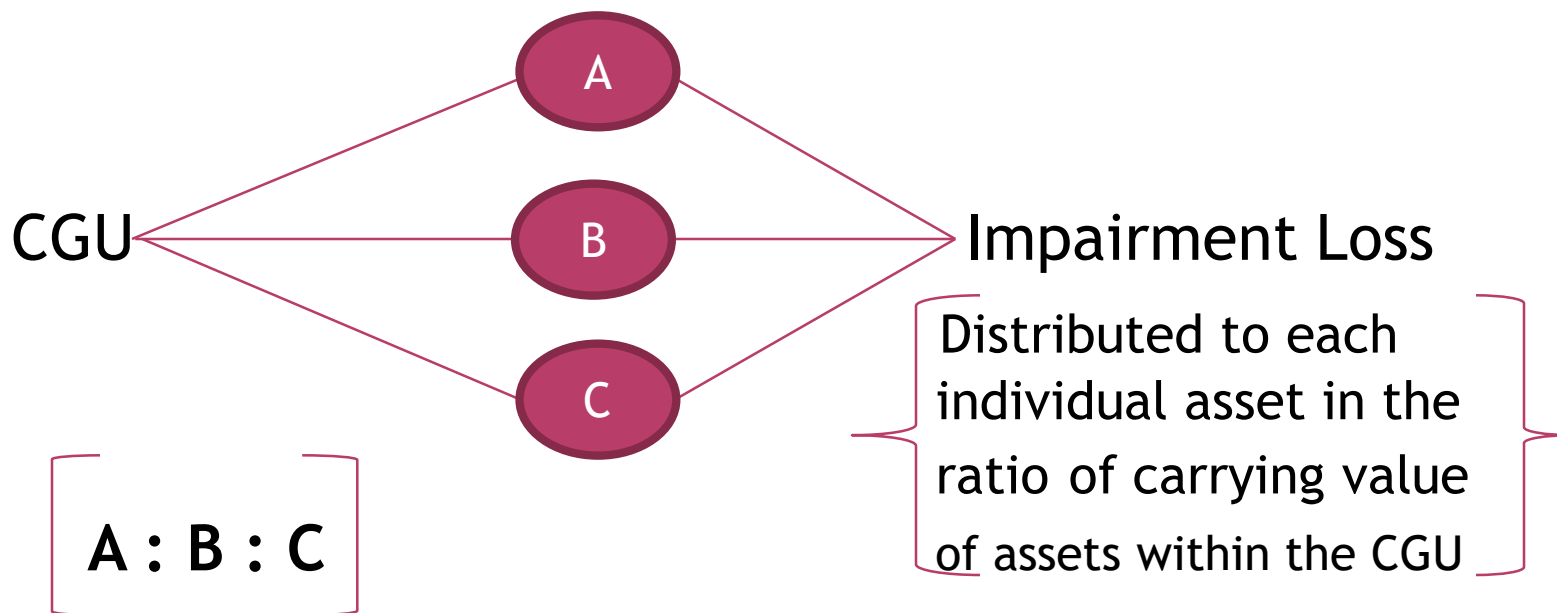 A
CGU
B
Impairment Loss
C
Distributed to each
individual asset in the
ratio of carrying value
of assets within the CGU
A : B : C